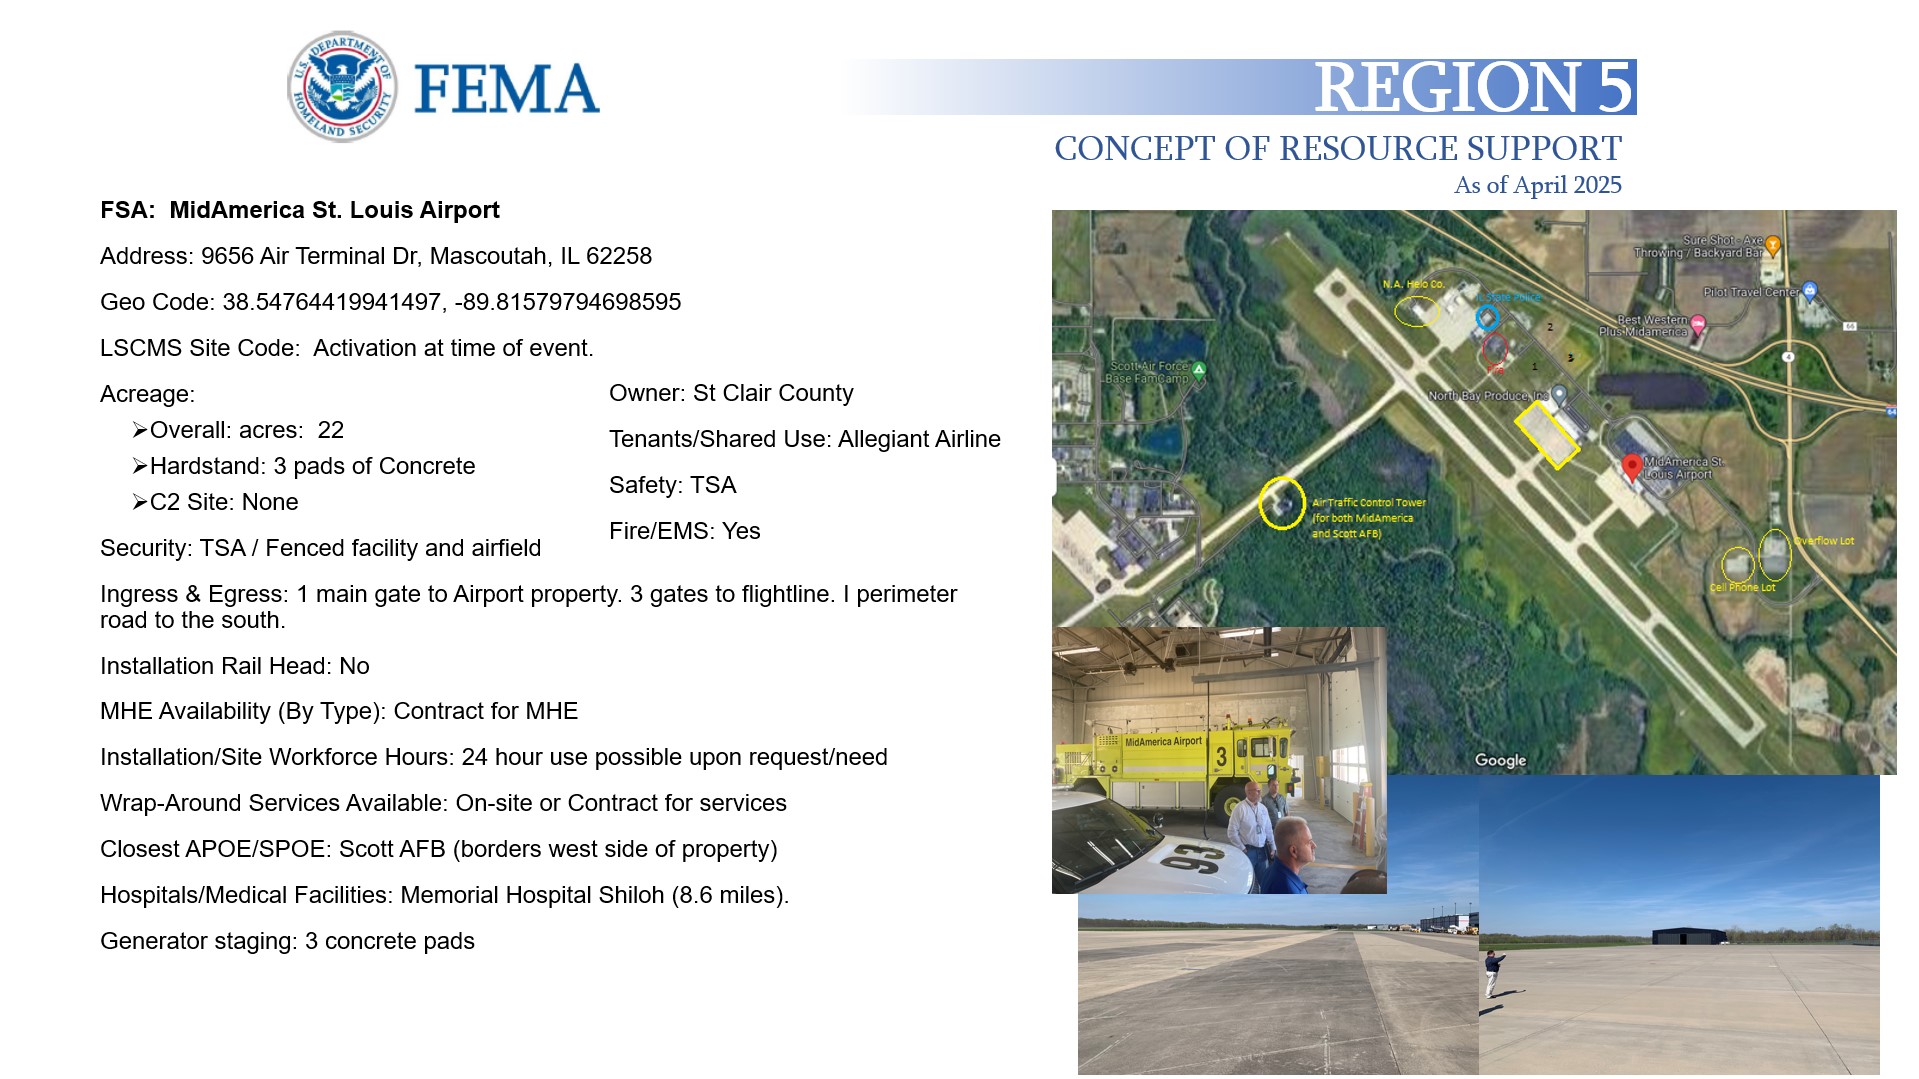 U.S. DEPARTMENT OF HOMELAND SECURITY
FEMA
REGION 5
CONCEPT OF RESOURCE SUPPORT
As of April 2025
FSA:  MidAmerica St. Louis Airport
Address: 9656 Air Terminal Dr, Mascoutah, IL 62258
Geo Code: 38.54764419941497, -89.81579794698595
LSCMS Site Code:  Activation at time of event.
Acreage:
➢Overall: acres:  22
➢Hardstand: 3 pads of Concrete
➢C2 Site: None
Security: TSA / Fenced facility and airfield
Owner: St Clair County
Tenants/Shared Use: Allegiant Airline
Safety: TSA
Fire/EMS: Yes
Ingress & Egress: 1 main gate to Airport property. 3 gates to flightline. I perimeter
road to the south.
Installation Rail Head: No
MHE Availability (By Type): Contract for MHE
Installation/Site Workforce Hours: 24 hour use possible upon request/need
Wrap-Around Services Available: On-site or Contract for services
Closest APOE/SPOE: Scott AFB (borders west side of property)
Hospitals/Medical Facilities: Memorial Hospital Shiloh (8.6 miles).
Generator staging: 3 concrete pads
Sure Shot - Axe
Throwing / Backyard Bar
N.A. Helo Co.
State Police
Pilot Travel Center
Best Western
Plus Midamerica
66
4
2
3
1
Fire
Scott Air Force
Base FamCamp
North Bay Produce, Inc
64
MidAmerica St.
Louis Airport
Air Traffic Control Tower
(for both MidAmerica
and Scott AFB)
Overflow Lot
Cell Phone Lot
Google
MidAmerica Airport
3
93